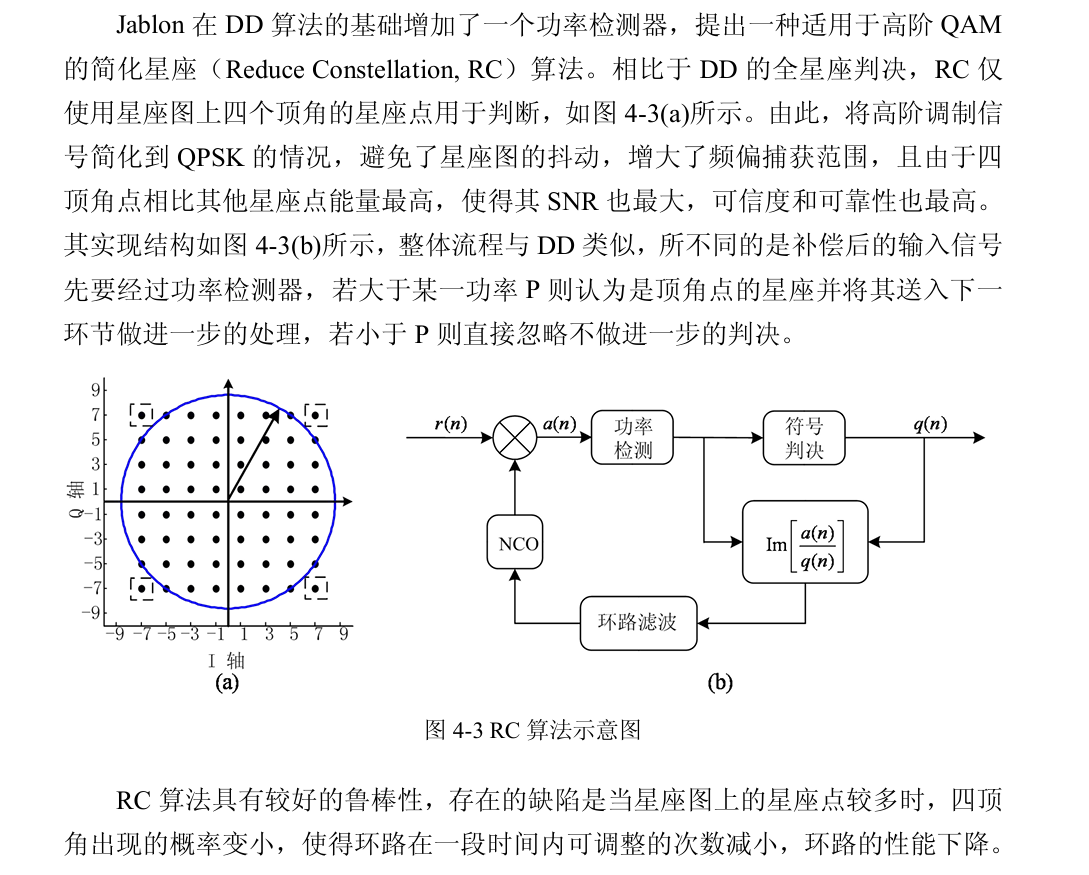 Jablon 在 DD 算法的基础增加了一个功率检测器，提出一种适用于高阶 QAM
的简化星座（Reduce Constellation, RC）算法。相比于 DD 的全星座判决，RC 仅
使用星座图上四个顶角的星座点用于判断，如图 4-3(a)所示。由此，将高阶调制信
号简化到 QPSK 的情况，避免了星座图的抖动，增大了频偏捕获范围，且由于四
顶角点相比其他星座点能量最高，使得其 SNR 也最大，可信度和可靠性也最高。
其实现结构如图 4-3(b)所示，整体流程与 DD 类似，所不同的是补偿后的输入信号
先要经过功率检测器，若大于某一功率 P 则认为是顶角点的星座并将其送入下一
环节做进一步的处理，若小于 P 则直接忽略不做进一步的判决。
9
7
5
3
1
-1
-3
-5
-7
-9
Q 轴
-9 -7 -5 -3 -1 1 3 5 7 9
I 轴
(a)
r(n)
a(n)
功率
检测
符号
判决
q(n)
NCO
Im[a(n)/q(n)]
环路滤波
(b)
图 4-3 RC 算法示意图
RC 算法具有较好的鲁棒性，存在的缺陷是当星座图上的星座点较多时，四顶
角出现的概率变小，使得环路在一段时间内可调整的次数减小，环路的性能下降。